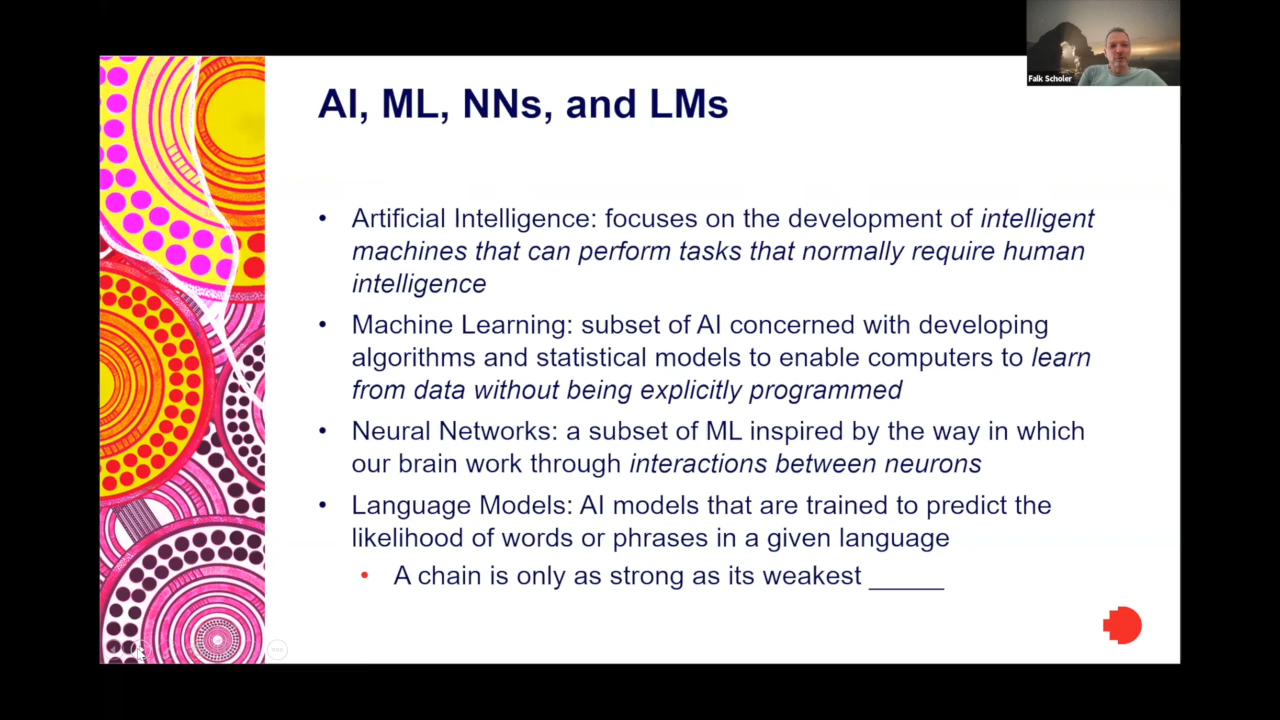 Falk Scholer
AI, ML, NNs, and LMs
• Artificial Intelligence: focuses on the development of intelligent
machines that can perform tasks that normally require human
intelligence
• Machine Learning: subset of AI concerned with developing
algorithms and statistical models to enable computers to learn
from data without being explicitly programmed
• Neural Networks: a subset of ML inspired by the way in which
our brain work through interactions between neurons
• Language Models: AI models that are trained to predict the
likelihood of words or phrases in a given language
• A chain is only as strong as its weakest _____